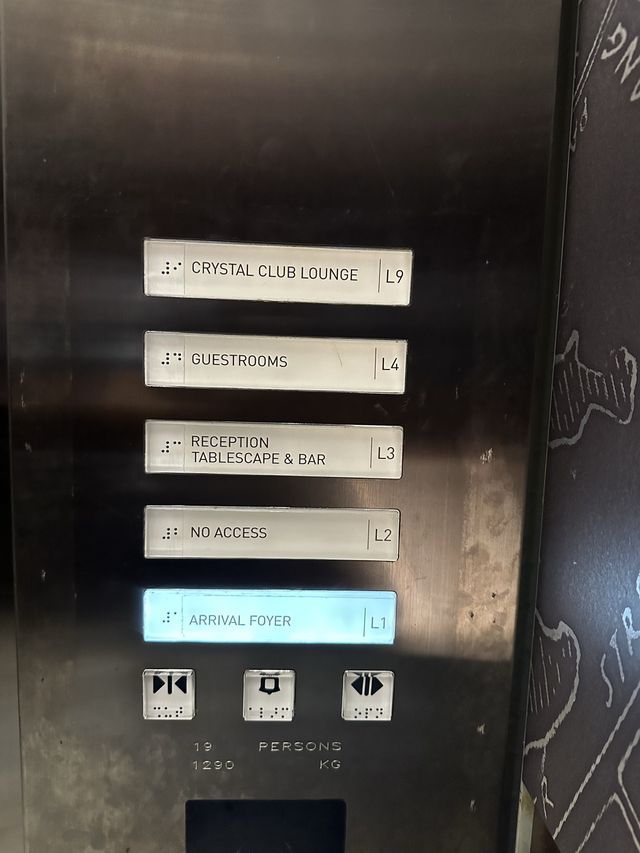 CRYSTAL CLUB LOUNGE L9
GUESTROOMS L4
RECEPTION
TABLESCAPE & BAR L3
NO ACCESS L2
ARRIVAL FOYER L1
19 PERSONS
1290 KG